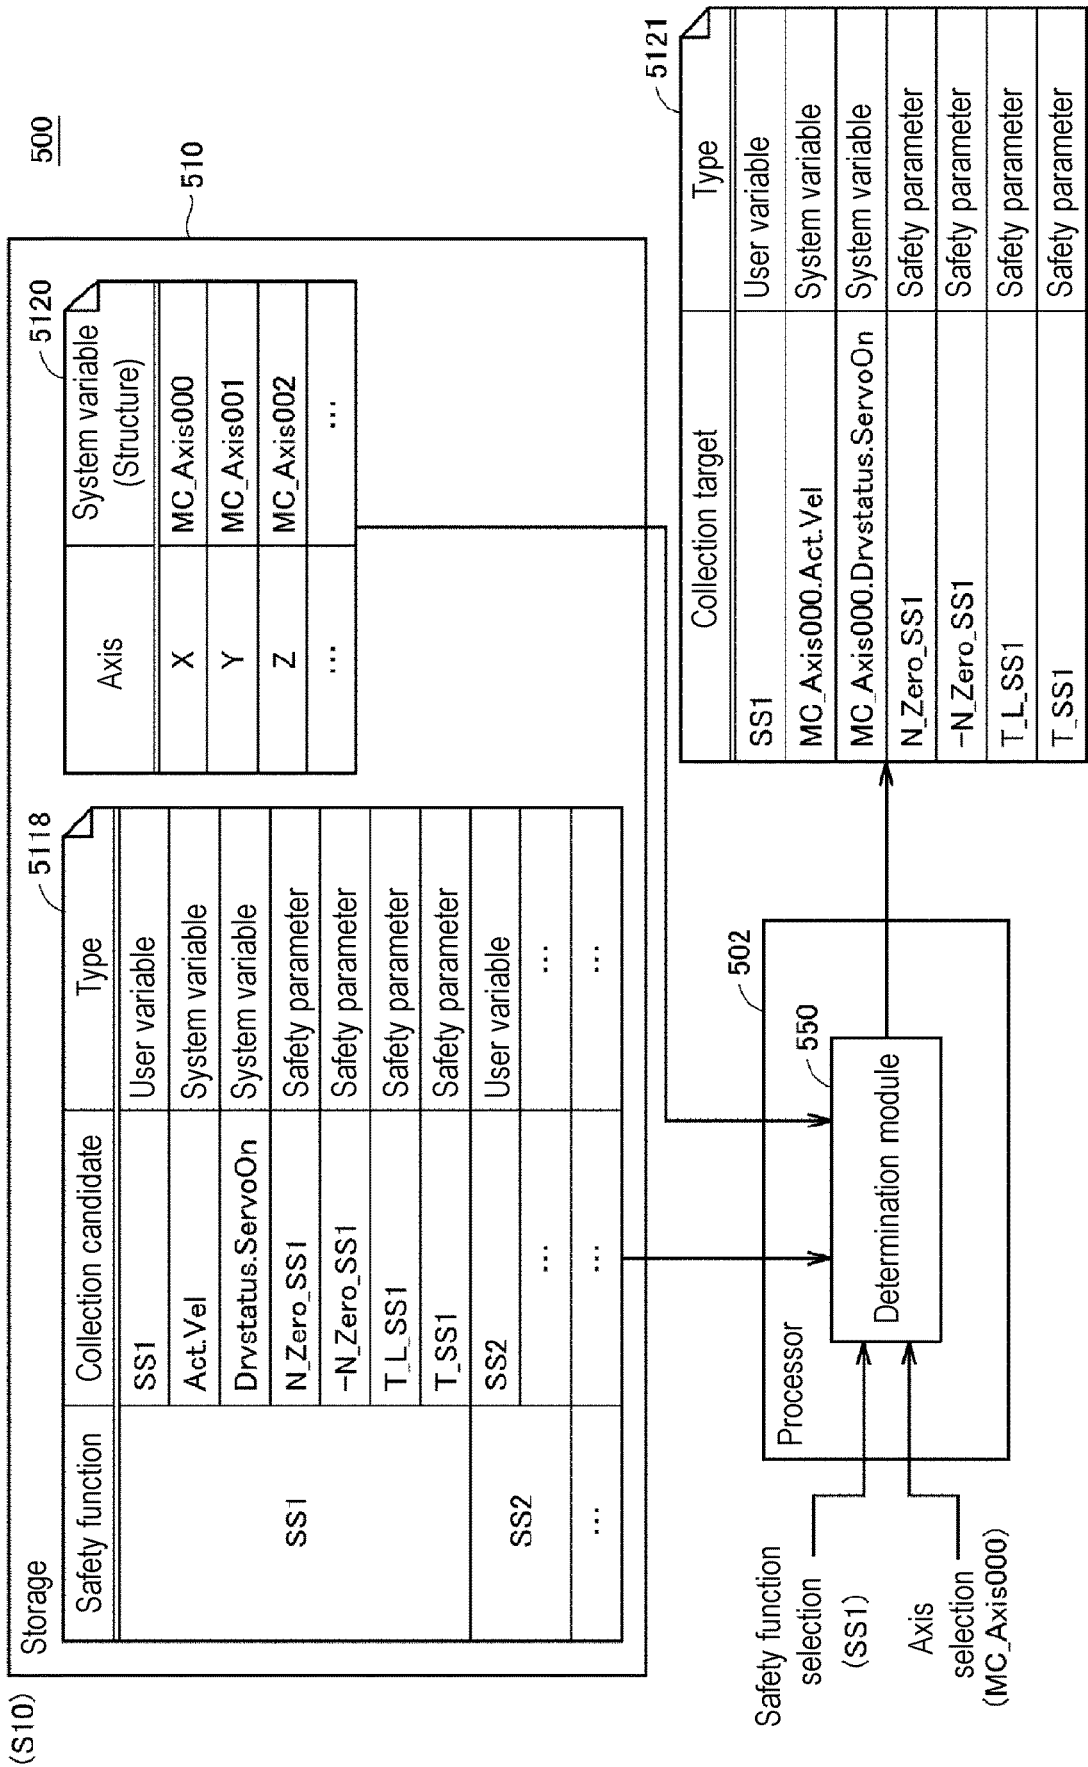 (S10)
500
510
Storage
5118
Safety function
Collection candidate
Type
SS1
SS1
User variable
Act.Vel
System variable
Drvstatus.ServoOn
System variable
N_Zero_SS1
Safety parameter
-N_Zero_SS1
Safety parameter
T_L_SS1
Safety parameter
T_SS1
Safety parameter
SS2
SS2
User variable
...
...
...
...
...
5120
Axis
System variable
(Structure)
X
MC_Axis000
Y
MC_Axis001
Z
MC_Axis002
...
...
Safety function
selection
(SS1)
Axis
selection
(MC_Axis000)
502
Processor
550
Determination module
5121
Collection target
Type
SS1
User variable
MC_Axis000.Act.Vel
System variable
MC_Axis000.Drvstatus.ServoOn
System variable
N_Zero_SS1
Safety parameter
-N_Zero_SS1
Safety parameter
T_L_SS1
Safety parameter
T_SS1
Safety parameter